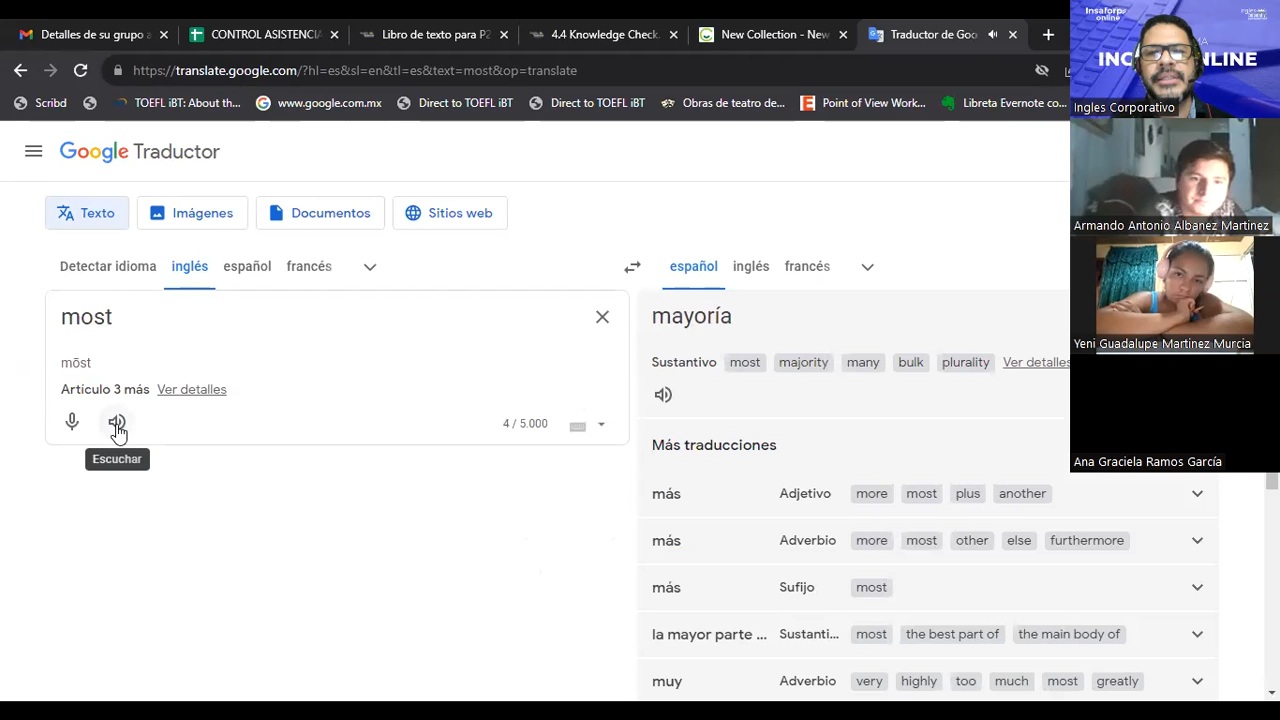 Detalles de su grupo a
CONTROL ASISTENCIA
Libro de texto para P2
4.4 Knowledge Check.
New Collection - New
Traductor de Goo
https://translate.google.com/?hl=es&sl=en&tl=es&text=most&op=translate
Scribd
TOEFL iBT: About th...
www.google.com.mx
Direct to TOEFL iBT
Direct to TOEFL iBT
Obras de teatro de...
Point of View Work...
Libreta Evernote co...
Google Traductor
Texto
Imágenes
Documentos
Sitios web
Detectar idioma
inglés
español
francés
español
inglés
francés
most
mōst
Artículo 3 más Ver detalles
4 / 5.000
Escuchar
mayoría
Sustantivo most majority many bulk plurality Ver detalles
Más traducciones
más Adjetivo more most plus another
más Adverbio more most other else furthermore
más Sufijo most
la mayor parte ... Sustanti... most the best part of the main body of
muy Adverbio very highly too much most greatly
Insaforp
online
INGLÉS ONLINE
Ingles Corporativo
Armando Antonio Albanez Martinez
Yeni Guadalupe Martinez Murcia
Ana Graciela Ramos García